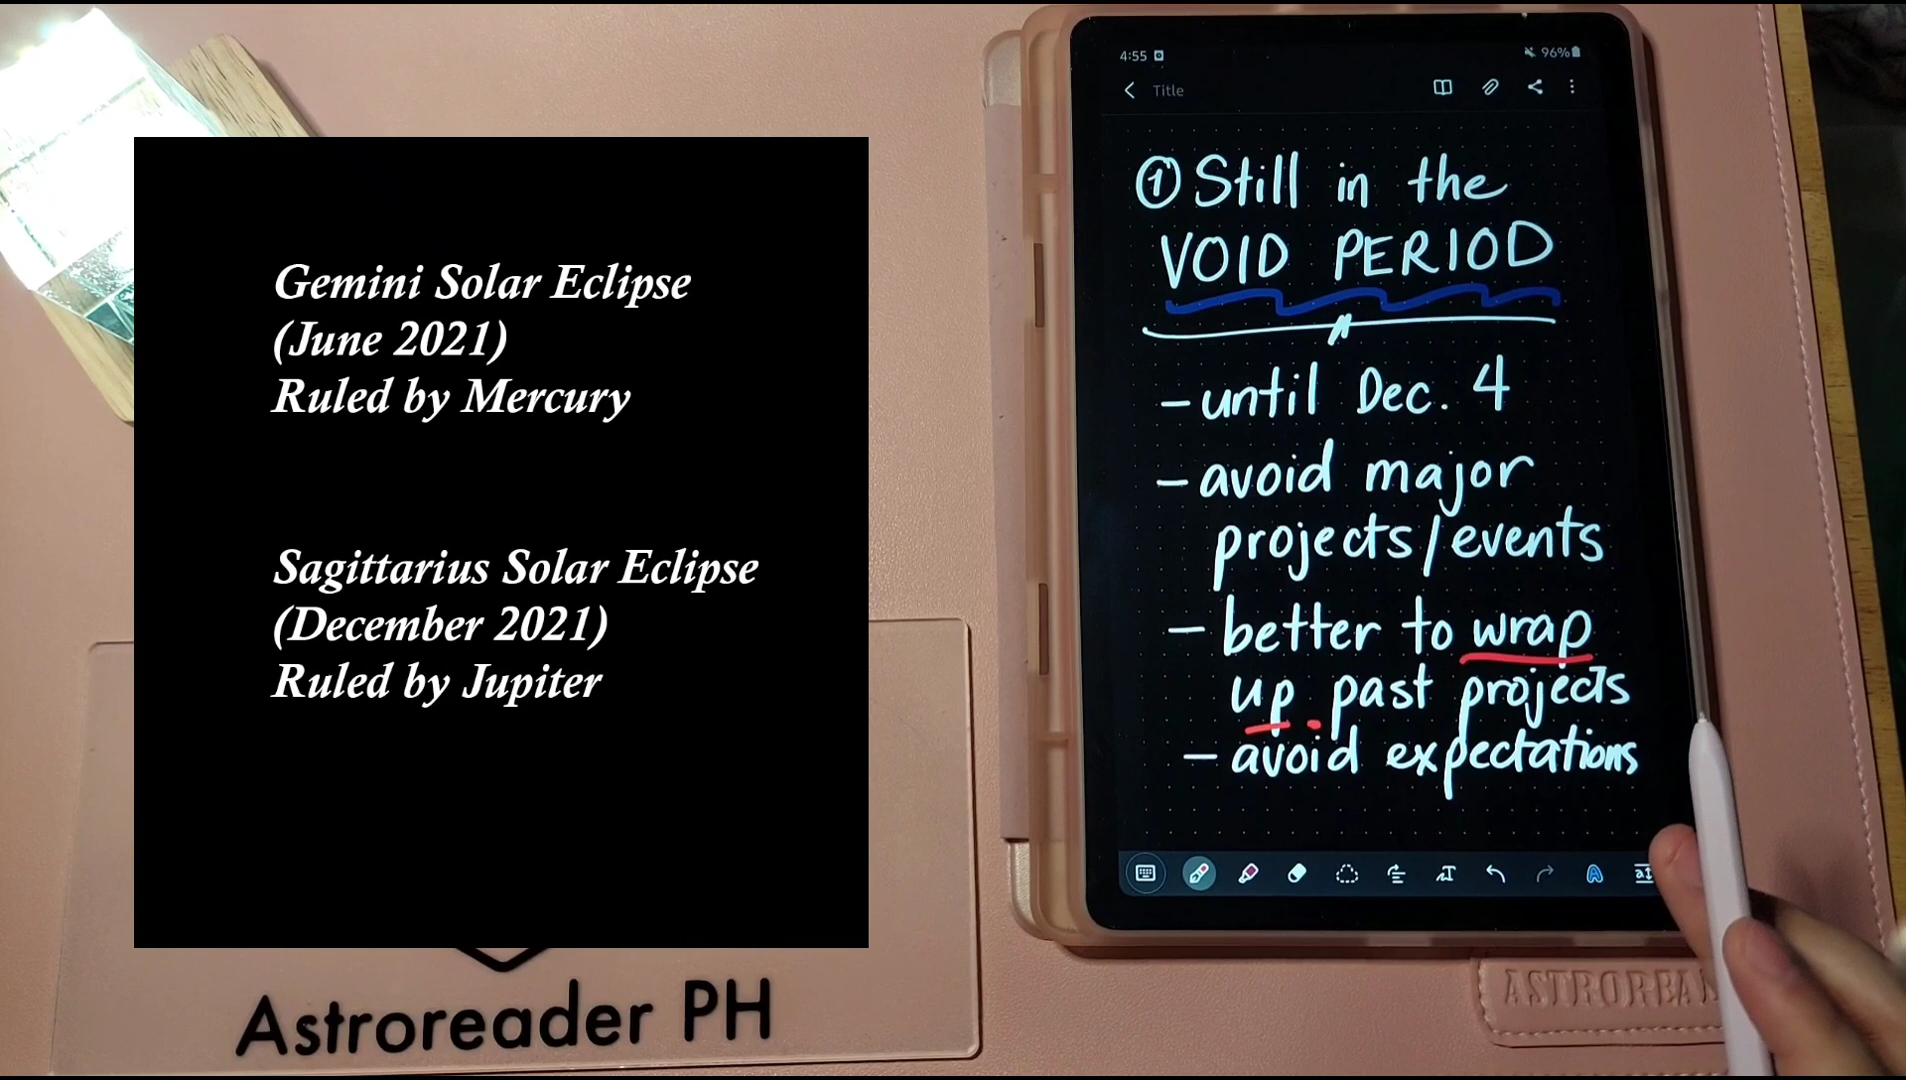 Gemini Solar Eclipse
(June 2021)
Ruled by Mercury
Sagittarius Solar Eclipse
(December 2021)
Ruled by Jupiter
Astroreader PH
4:55
96%
Title
① Still in the
VOID PERIOD
- until Dec. 4
- avoid major
projects/events
- better to wrap
up past projects
- avoid expectations